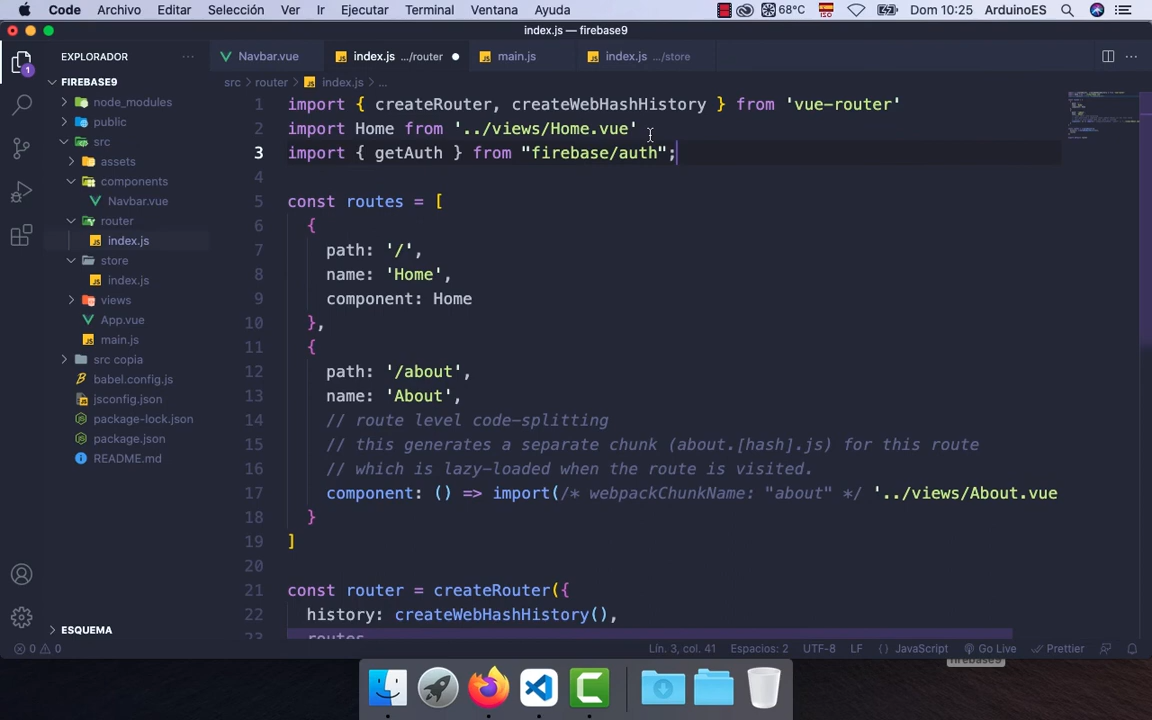 Code Archivo Editar Selección Ver Ir Ejecutar Terminal Ventana Ayuda 68°C ISO Dom 10:25 ArduinoES
index.js — firebase9
EXPLORADOR ···
Navbar.vue index.js .../router ● main.js index.js .../store ···
FIREBASE9
src › router › index.js › ...
node_modules
public
src
assets
components
Navbar.vue
router
index.js
store
index.js
views
App.vue
main.js
src copia
babel.config.js
jsconfig.json
package-lock.json
package.json
README.md
ESQUEMA
1
1 import { createRouter, createWebHashHistory } from 'vue-router'
2 import Home from '../views/Home.vue'
3 import { getAuth } from "firebase/auth";
4
5 const routes = [
6 {
7 path: '/',
8 name: 'Home',
9 component: Home
10 },
11 {
12 path: '/about',
13 name: 'About',
14 // route level code-splitting
15 // this generates a separate chunk (about.[hash].js) for this route
16 // which is lazy-loaded when the route is visited.
17 component: () => import(/* webpackChunkName: "about" */ '../views/About.vue
18 }
19 ]
20
21 const router = createRouter({
22 history: createWebHashHistory(),
23 routes
0 0 Lín. 3, col. 41 Espacios: 2 UTF-8 LF {} JavaScript Go Live Prettier
firebase9